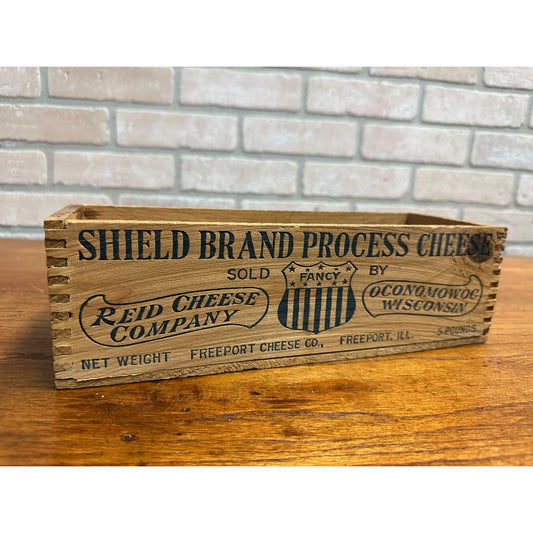 SHIELD BRAND PROCESS CHEESE
SOLD FANCY BY
REID CHEESE COMPANY
OCONOMOWOC WISCONSIN
NET WEIGHT FREEPORT CHEESE CO., FREEPORT, ILL. 5 POUNDS